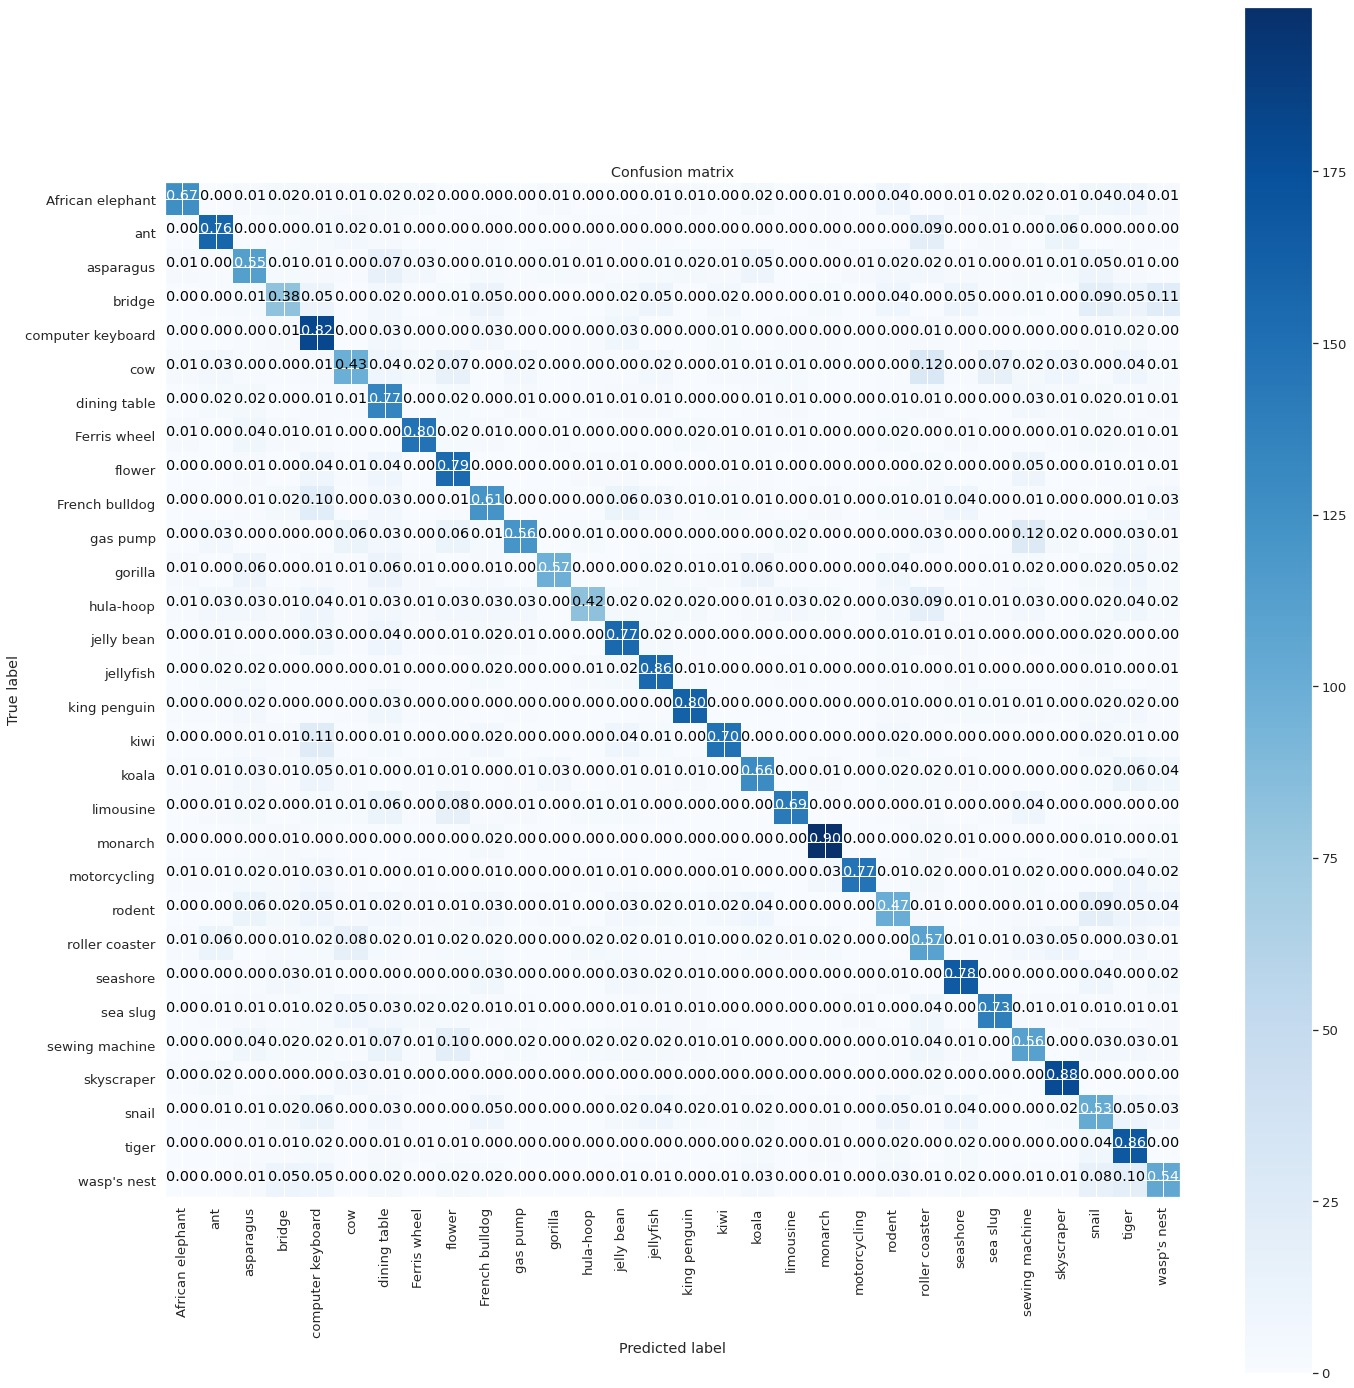 Confusion matrix
African elephant 0.67 0.00 0.01 0.02 0.01 0.01 0.02 0.02 0.00 0.00 0.00 0.01 0.00 0.00 0.01 0.01 0.01 0.02 0.00 0.01 0.00 0.04 0.00 0.01 0.02 0.02 0.01 0.04 0.04 0.01
ant 0.00 0.76 0.00 0.00 0.01 0.02 0.01 0.00 0.00 0.00 0.00 0.00 0.00 0.00 0.00 0.00 0.00 0.00 0.00 0.00 0.00 0.00 0.09 0.00 0.01 0.00 0.06 0.00 0.00 0.00
asparagus 0.01 0.00 0.55 0.01 0.01 0.00 0.07 0.03 0.00 0.01 0.00 0.01 0.01 0.00 0.01 0.02 0.01 0.05 0.00 0.01 0.00 0.02 0.02 0.01 0.00 0.01 0.01 0.05 0.01 0.00
bridge 0.00 0.00 0.01 0.38 0.05 0.00 0.02 0.00 0.01 0.05 0.00 0.00 0.00 0.02 0.05 0.00 0.02 0.00 0.00 0.01 0.00 0.04 0.00 0.05 0.00 0.01 0.00 0.09 0.05 0.11
computer keyboard 0.00 0.00 0.00 0.01 0.82 0.00 0.03 0.00 0.00 0.03 0.00 0.00 0.00 0.03 0.00 0.00 0.01 0.00 0.00 0.00 0.00 0.00 0.01 0.00 0.00 0.00 0.00 0.01 0.02 0.00
cow 0.01 0.03 0.00 0.00 0.01 0.43 0.04 0.02 0.07 0.00 0.02 0.00 0.01 0.00 0.00 0.00 0.01 0.01 0.01 0.00 0.00 0.00 0.12 0.00 0.07 0.02 0.03 0.00 0.04 0.01
dining table 0.00 0.02 0.02 0.00 0.01 0.01 0.77 0.00 0.02 0.00 0.01 0.00 0.01 0.01 0.00 0.00 0.00 0.01 0.01 0.00 0.00 0.01 0.01 0.00 0.00 0.03 0.01 0.02 0.01 0.01
Ferris wheel 0.01 0.00 0.04 0.01 0.01 0.00 0.00 0.80 0.02 0.01 0.00 0.01 0.00 0.00 0.00 0.02 0.01 0.01 0.00 0.00 0.00 0.02 0.00 0.01 0.00 0.01 0.00 0.01 0.01 0.01
flower 0.00 0.00 0.01 0.00 0.04 0.01 0.04 0.00 0.79 0.00 0.00 0.00 0.01 0.01 0.00 0.00 0.01 0.00 0.00 0.00 0.00 0.00 0.02 0.00 0.00 0.05 0.00 0.01 0.01 0.01
French bulldog 0.00 0.00 0.01 0.02 0.10 0.00 0.03 0.00 0.01 0.61 0.00 0.00 0.00 0.06 0.03 0.01 0.01 0.01 0.00 0.01 0.00 0.01 0.01 0.04 0.00 0.01 0.00 0.00 0.01 0.03
gas pump 0.00 0.03 0.00 0.00 0.00 0.06 0.03 0.00 0.06 0.01 0.56 0.00 0.01 0.00 0.00 0.00 0.00 0.00 0.02 0.00 0.00 0.00 0.03 0.00 0.00 0.12 0.02 0.00 0.03 0.01
gorilla 0.01 0.00 0.06 0.00 0.01 0.00 0.06 0.01 0.00 0.01 0.00 0.57 0.00 0.00 0.02 0.01 0.01 0.06 0.00 0.00 0.00 0.04 0.00 0.00 0.01 0.02 0.00 0.02 0.05 0.02
hula-hoop 0.01 0.03 0.03 0.01 0.04 0.01 0.03 0.01 0.03 0.03 0.03 0.00 0.42 0.02 0.02 0.02 0.00 0.01 0.03 0.02 0.00 0.03 0.09 0.01 0.01 0.03 0.01 0.02 0.04 0.02
jelly bean 0.00 0.01 0.00 0.00 0.03 0.00 0.04 0.00 0.01 0.02 0.01 0.00 0.00 0.77 0.02 0.00 0.00 0.00 0.00 0.00 0.00 0.01 0.01 0.01 0.00 0.00 0.00 0.02 0.00 0.00
jellyfish 0.00 0.02 0.02 0.00 0.00 0.00 0.01 0.00 0.00 0.02 0.00 0.00 0.01 0.02 0.86 0.01 0.00 0.00 0.01 0.00 0.00 0.01 0.00 0.01 0.00 0.00 0.00 0.01 0.00 0.01
king penguin 0.00 0.00 0.02 0.00 0.00 0.00 0.03 0.00 0.00 0.02 0.00 0.00 0.00 0.00 0.00 0.80 0.00 0.00 0.00 0.00 0.00 0.01 0.00 0.01 0.01 0.01 0.00 0.02 0.02 0.00
kiwi 0.00 0.00 0.01 0.01 0.11 0.00 0.01 0.00 0.00 0.02 0.00 0.00 0.00 0.04 0.01 0.00 0.70 0.00 0.00 0.00 0.00 0.02 0.00 0.00 0.00 0.00 0.00 0.02 0.01 0.00
koala 0.01 0.01 0.03 0.01 0.05 0.01 0.00 0.01 0.01 0.00 0.01 0.03 0.00 0.01 0.01 0.01 0.00 0.66 0.00 0.01 0.00 0.02 0.02 0.01 0.00 0.00 0.00 0.02 0.06 0.04
limousine 0.00 0.01 0.02 0.00 0.01 0.01 0.06 0.00 0.08 0.00 0.01 0.00 0.01 0.01 0.00 0.00 0.00 0.00 0.69 0.00 0.00 0.00 0.01 0.00 0.00 0.04 0.00 0.00 0.00 0.00
monarch 0.00 0.00 0.00 0.01 0.00 0.00 0.00 0.00 0.00 0.02 0.00 0.00 0.00 0.00 0.00 0.00 0.00 0.00 0.00 0.90 0.00 0.00 0.02 0.01 0.00 0.00 0.00 0.01 0.00 0.01
motorcycling 0.01 0.01 0.02 0.01 0.03 0.01 0.00 0.01 0.00 0.01 0.00 0.00 0.01 0.01 0.00 0.00 0.01 0.00 0.00 0.03 0.77 0.01 0.02 0.00 0.01 0.02 0.00 0.00 0.04 0.02
rodent 0.00 0.00 0.06 0.02 0.05 0.01 0.02 0.01 0.01 0.03 0.00 0.01 0.00 0.03 0.02 0.01 0.02 0.04 0.00 0.00 0.00 0.47 0.01 0.00 0.00 0.01 0.00 0.09 0.05 0.04
roller coaster 0.01 0.06 0.00 0.01 0.02 0.08 0.02 0.01 0.02 0.02 0.00 0.00 0.02 0.02 0.01 0.01 0.00 0.02 0.01 0.02 0.00 0.00 0.57 0.01 0.01 0.03 0.05 0.00 0.03 0.01
seashore 0.00 0.00 0.00 0.03 0.01 0.00 0.00 0.00 0.00 0.03 0.00 0.00 0.00 0.03 0.02 0.01 0.00 0.00 0.00 0.00 0.00 0.01 0.00 0.78 0.00 0.00 0.00 0.04 0.00 0.02
sea slug 0.00 0.01 0.01 0.01 0.02 0.05 0.03 0.02 0.02 0.01 0.01 0.00 0.00 0.01 0.01 0.01 0.00 0.00 0.00 0.00 0.01 0.00 0.04 0.00 0.73 0.01 0.01 0.01 0.01 0.01
sewing machine 0.00 0.00 0.04 0.02 0.02 0.01 0.07 0.01 0.10 0.00 0.02 0.00 0.02 0.02 0.02 0.01 0.00 0.01 0.00 0.00 0.00 0.01 0.04 0.01 0.00 0.56 0.00 0.03 0.03 0.01
skyscraper 0.00 0.02 0.00 0.00 0.00 0.03 0.01 0.00 0.00 0.00 0.00 0.00 0.00 0.00 0.00 0.00 0.00 0.00 0.00 0.00 0.00 0.00 0.02 0.00 0.00 0.00 0.88 0.00 0.00 0.00
snail 0.00 0.01 0.01 0.02 0.06 0.00 0.03 0.00 0.00 0.05 0.00 0.00 0.00 0.02 0.04 0.02 0.01 0.02 0.00 0.01 0.00 0.05 0.01 0.04 0.00 0.00 0.02 0.53 0.05 0.03
tiger 0.00 0.00 0.01 0.01 0.02 0.00 0.01 0.01 0.01 0.00 0.00 0.00 0.00 0.00 0.00 0.00 0.00 0.02 0.00 0.01 0.00 0.02 0.00 0.02 0.00 0.00 0.00 0.04 0.86 0.00
wasp's nest 0.00 0.00 0.01 0.05 0.05 0.00 0.02 0.00 0.00 0.02 0.00 0.00 0.00 0.01 0.02 0.00 0.01 0.03 0.00 0.01 0.00 0.03 0.01 0.02 0.00 0.01 0.01 0.08 0.10 0.54
True label
African elephant
ant
asparagus
bridge
computer keyboard
cow
dining table
Ferris wheel
flower
French bulldog
gas pump
gorilla
hula-hoop
jelly bean
jellyfish
king penguin
kiwi
koala
limousine
monarch
motorcycling
rodent
roller coaster
seashore
sea slug
sewing machine
skyscraper
snail
tiger
wasp's nest
Predicted label
175
150
125
100
75
50
25
0